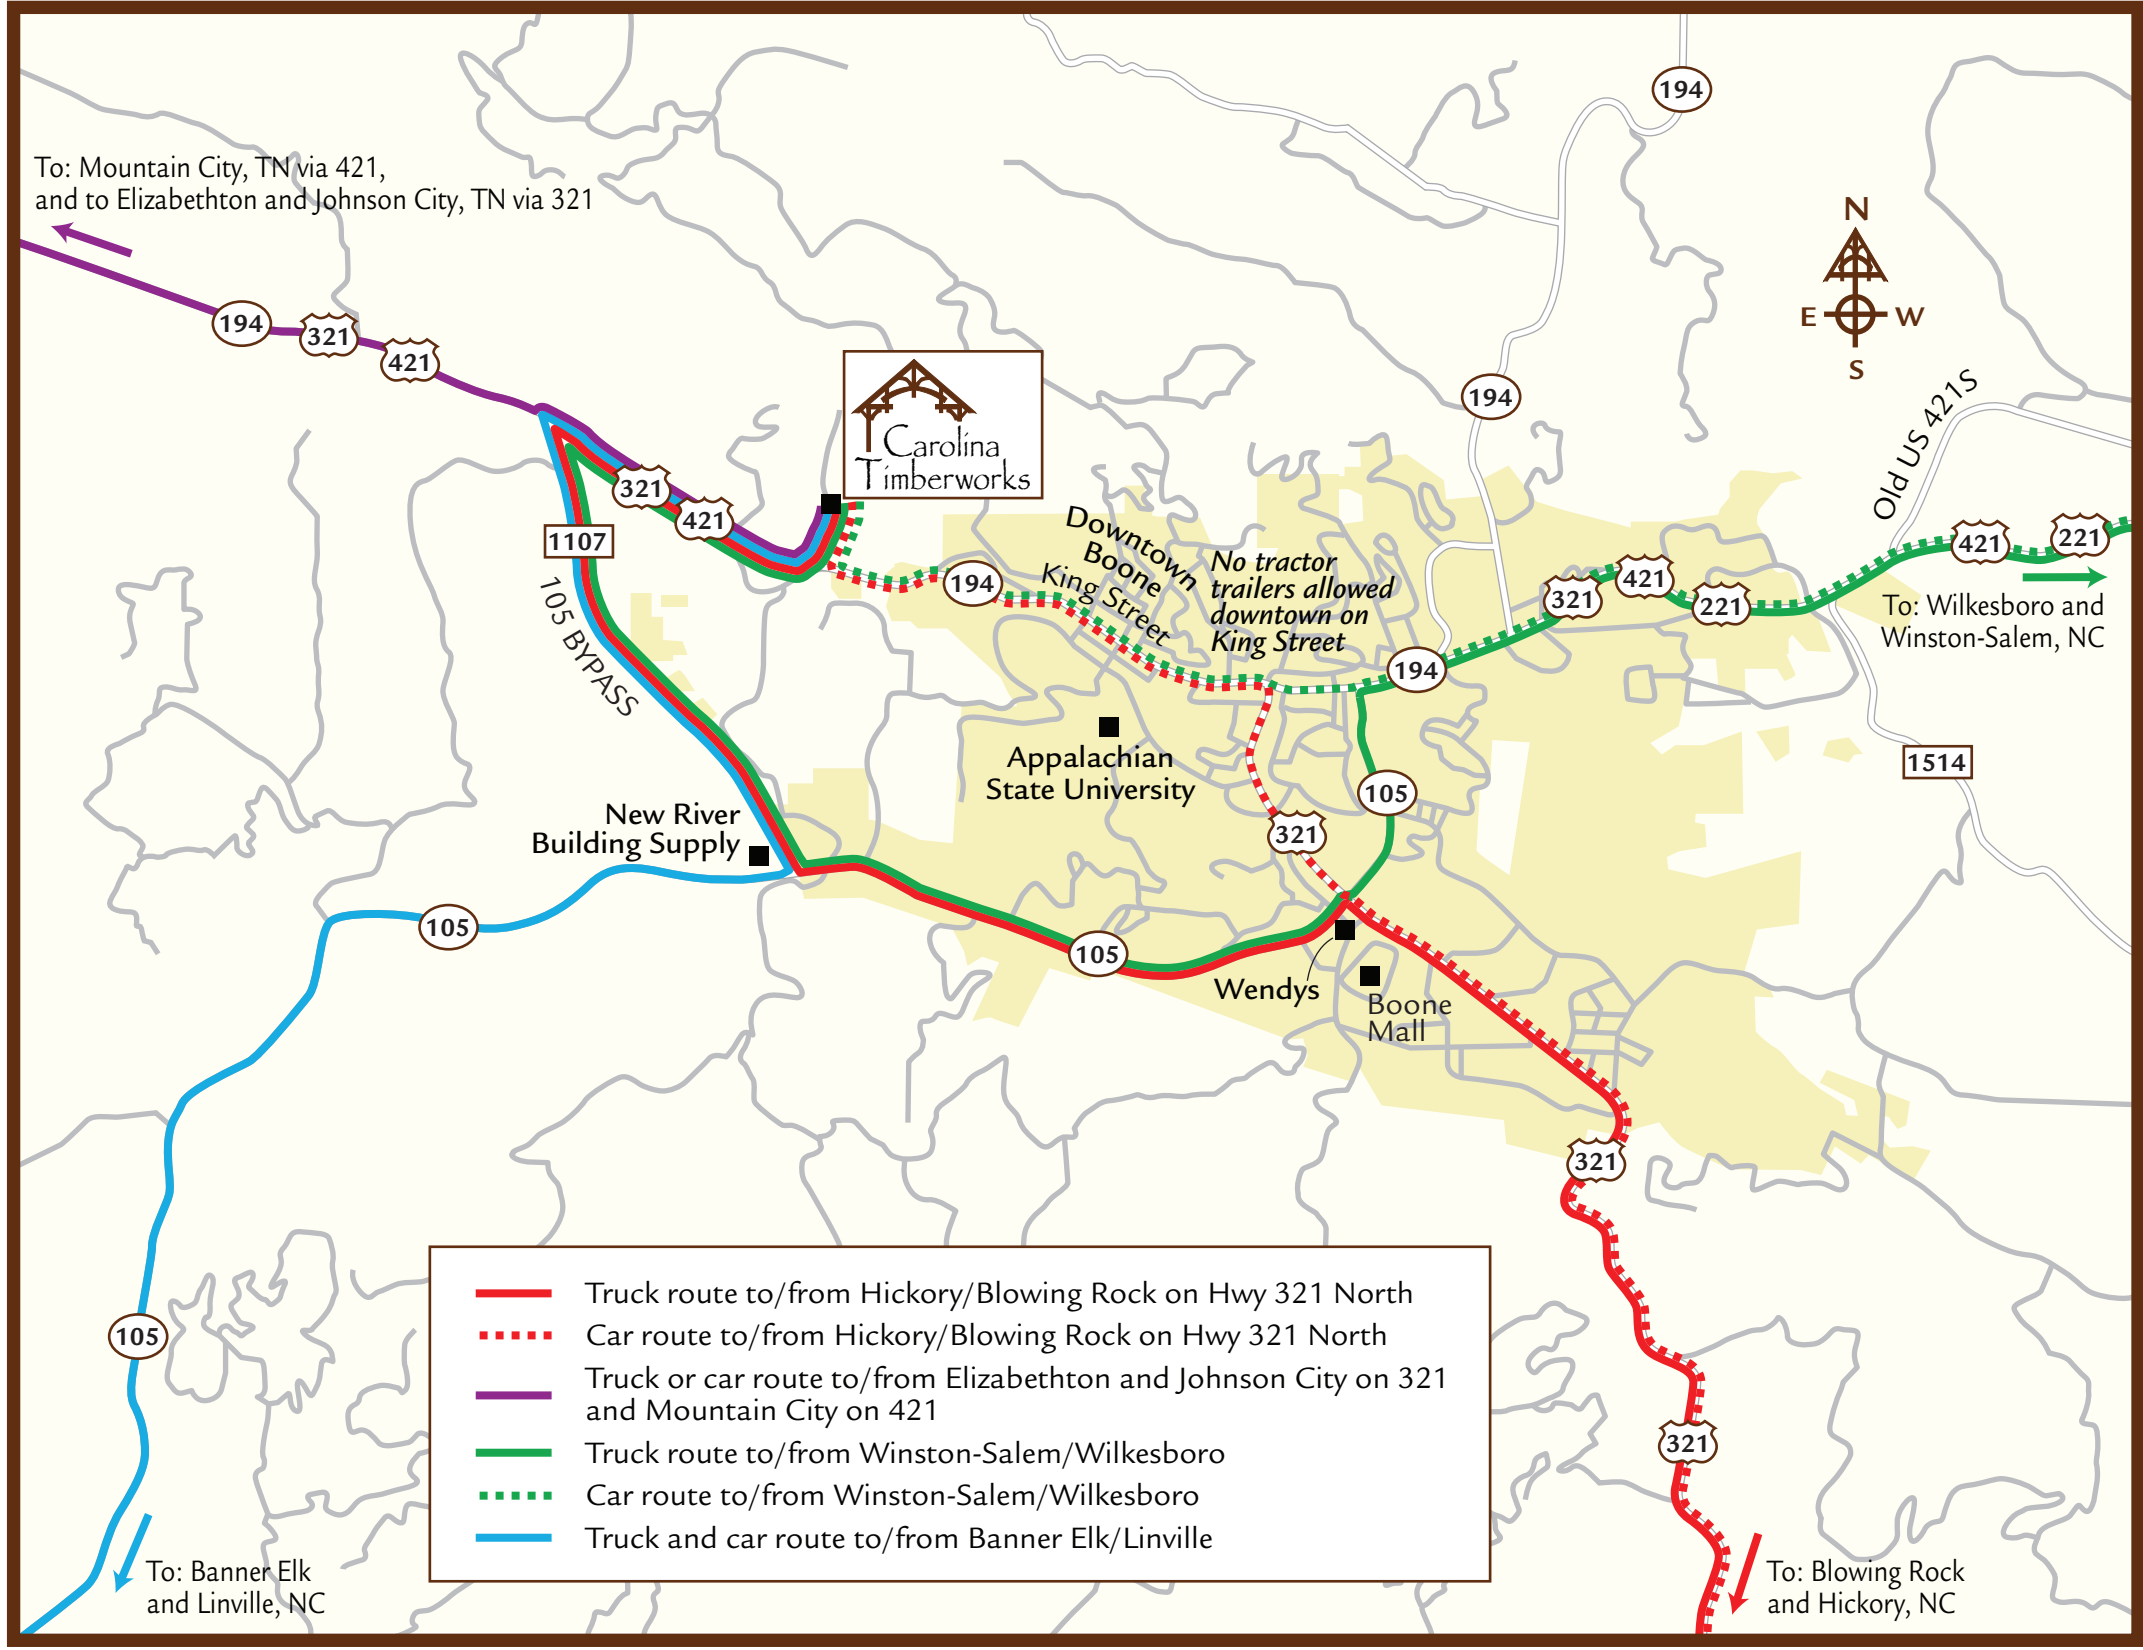 194
To: Mountain City, TN via 421,
and to Elizabethton and Johnson City, TN via 321
N
E W
S
194
321
421
194
Carolina
Timberworks
Old US 421S
321
421
1107
105 BYPASS
194
Downtown
Boone
King Street
No tractor
trailers allowed
downtown on
King Street
321
421
221
421
221
To: Wilkesboro and
Winston-Salem, NC
194
Appalachian
State University
1514
105
321
New River
Building Supply
105
105
Wendys
Boone
Mall
321
105
321
Truck route to/from Hickory/Blowing Rock on Hwy 321 North
Car route to/from Hickory/Blowing Rock on Hwy 321 North
Truck or car route to/from Elizabethton and Johnson City on 321
and Mountain City on 421
Truck route to/from Winston-Salem/Wilkesboro
Car route to/from Winston-Salem/Wilkesboro
Truck and car route to/from Banner Elk/Linville
To: Banner Elk
and Linville, NC
To: Blowing Rock
and Hickory, NC